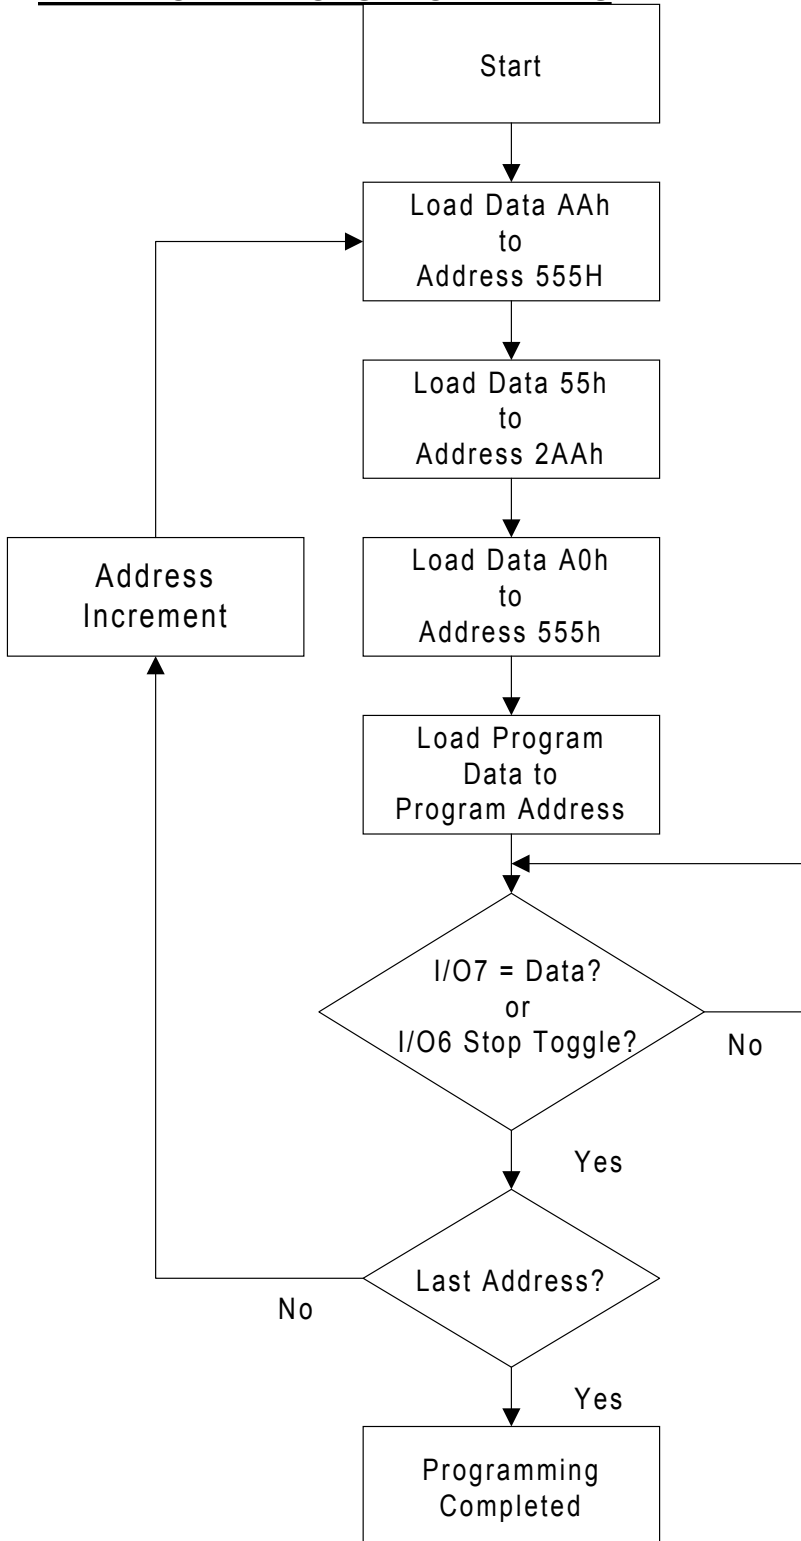 Start
Load Data AAh
to
Address 555H
Load Data 55h
to
Address 2AAh
Address
Increment
Load Data A0h
to
Address 555h
Load Program
Data to
Program Address
I/O7 = Data?
or
I/O6 Stop Toggle?
No
Yes
Last Address?
No
Yes
Programming
Completed